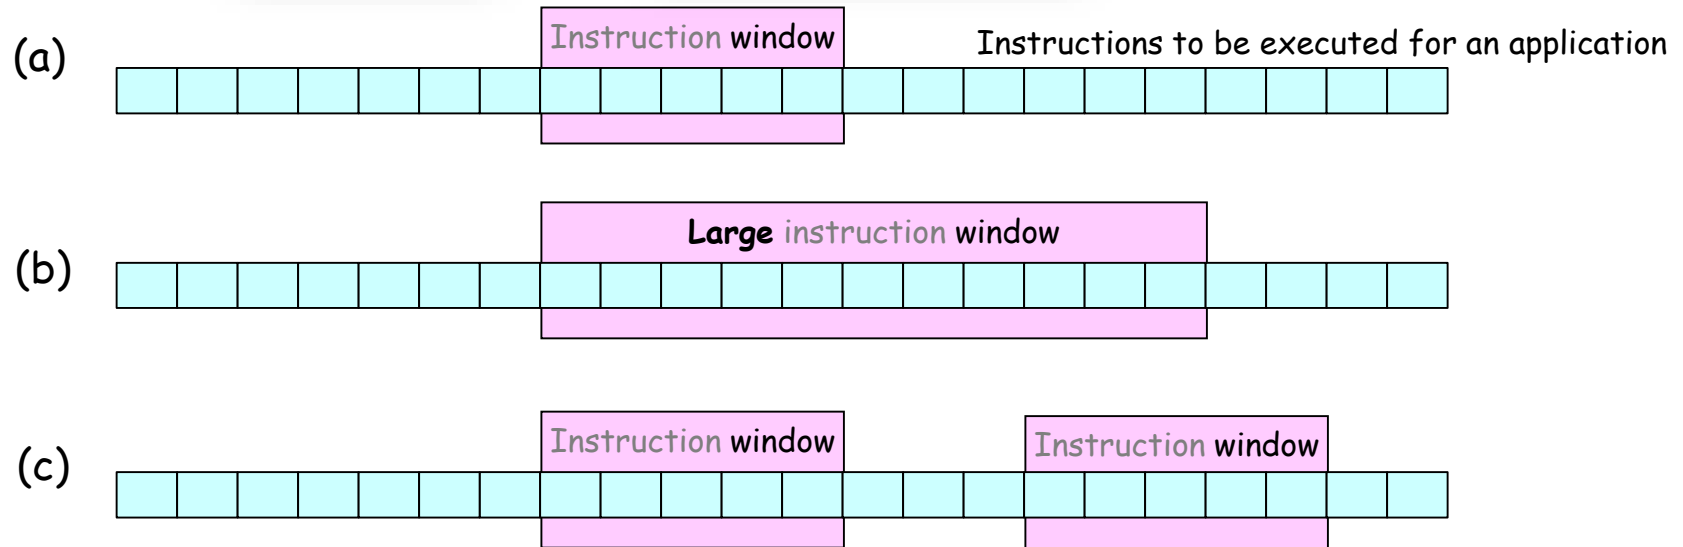 (a)
Instruction window
Instructions to be executed for an application
(b)
Large instruction window
(c)
Instruction window
Instruction window